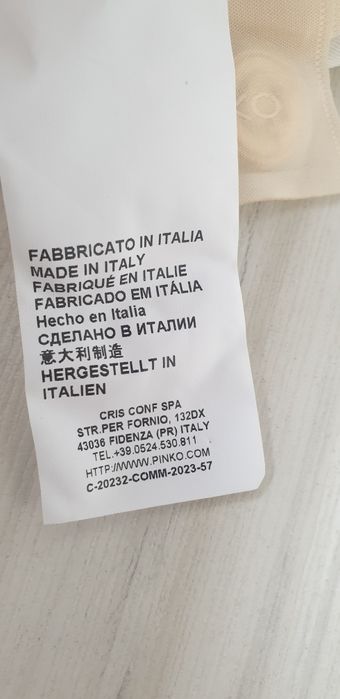 FABBRICATO IN ITALIA
MADE IN ITALY
FABRIQUÉ EN ITALIE
FABRICADO EM ITÁLIA
Hecho en Italia
СДЕЛАНО В ИТАЛИИ
意大利制造
HERGESTELLT IN
ITALIEN
CRIS CONF SPA
STR.PER FORNIO, 132DX
43036 FIDENZA (PR) ITALY
TEL.+39.0524.530.811
HTTP://WWW.PINKO.COM
C-20232-COMM-2023-57